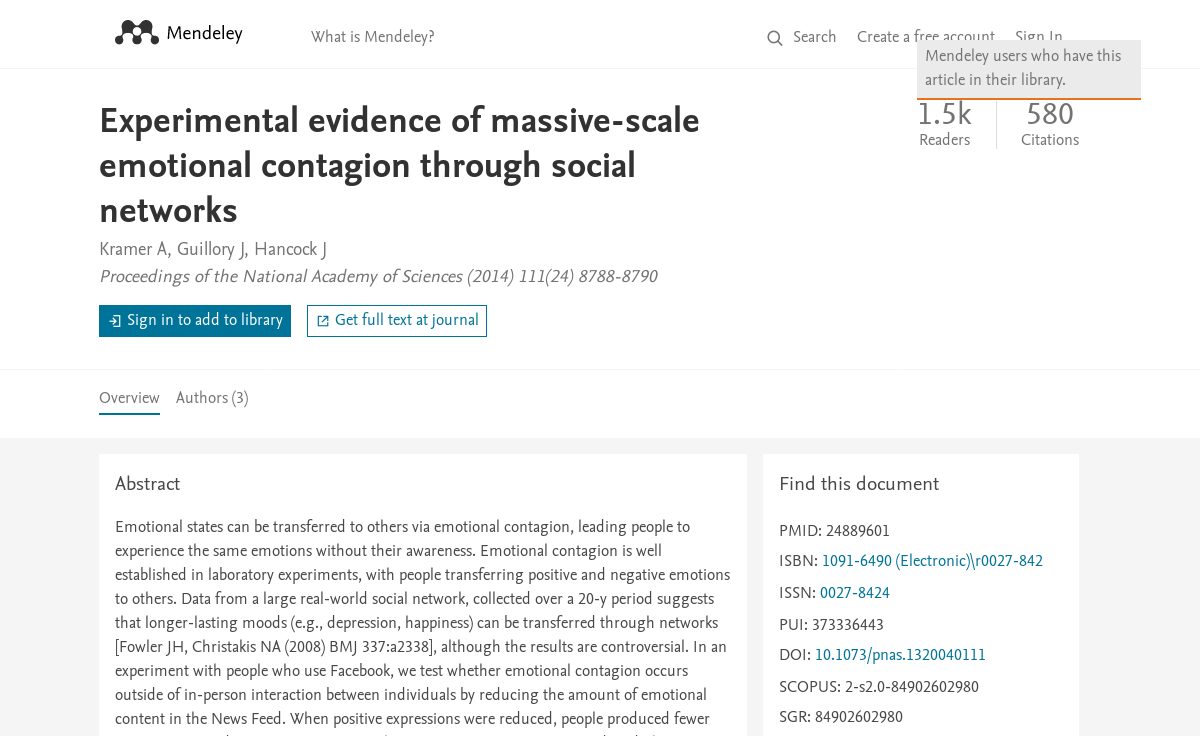 Mendeley
What is Mendeley?
Search
Create a free account
Sign In
Mendeley users who have this
article in their library.
Experimental evidence of massive-scale
emotional contagion through social
networks
1.5k
Readers
580
Citations
Kramer A, Guillory J, Hancock J
Proceedings of the National Academy of Sciences (2014) 111(24) 8788-8790
Sign in to add to library
Get full text at journal
Overview
Authors (3)
Abstract
Emotional states can be transferred to others via emotional contagion, leading people to
experience the same emotions without their awareness. Emotional contagion is well
established in laboratory experiments, with people transferring positive and negative emotions
to others. Data from a large real-world social network, collected over a 20-y period suggests
that longer-lasting moods (e.g., depression, happiness) can be transferred through networks
[Fowler JH, Christakis NA (2008) BMJ 337:a2338], although the results are controversial. In an
experiment with people who use Facebook, we test whether emotional contagion occurs
outside of in-person interaction between individuals by reducing the amount of emotional
content in the News Feed. When positive expressions were reduced, people produced fewer
Find this document
PMID: 24889601
ISBN: 1091-6490 (Electronic)\r0027-842
ISSN: 0027-8424
PUI: 373336443
DOI: 10.1073/pnas.1320040111
SCOPUS: 2-s2.0-84902602980
SGR: 84902602980